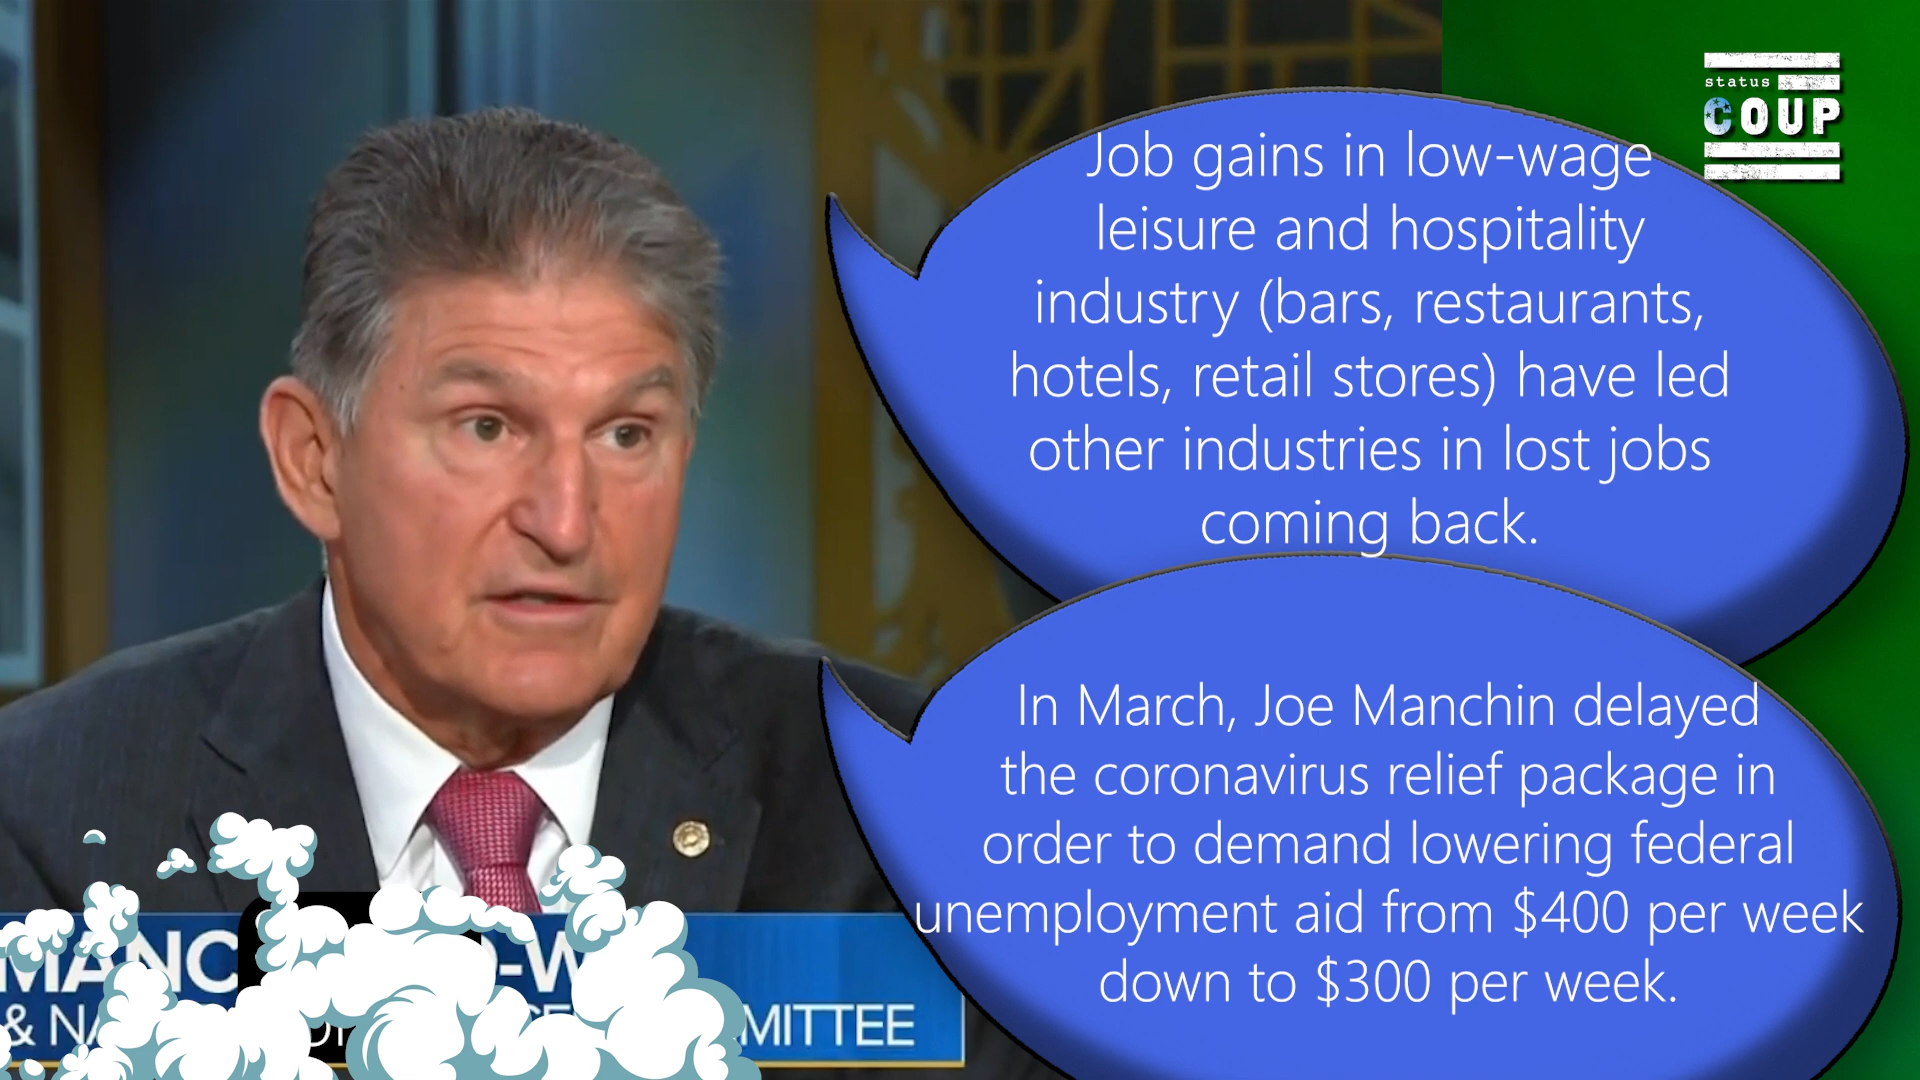 status
COUP
Job gains in low-wage
leisure and hospitality
industry (bars, restaurants,
hotels, retail stores) have led
other industries in lost jobs
coming back.
In March, Joe Manchin delayed
the coronavirus relief package in
order to demand lowering federal
unemployment aid from $400 per week
down to $300 per week.
MANC
-W
& NA
MITTEE